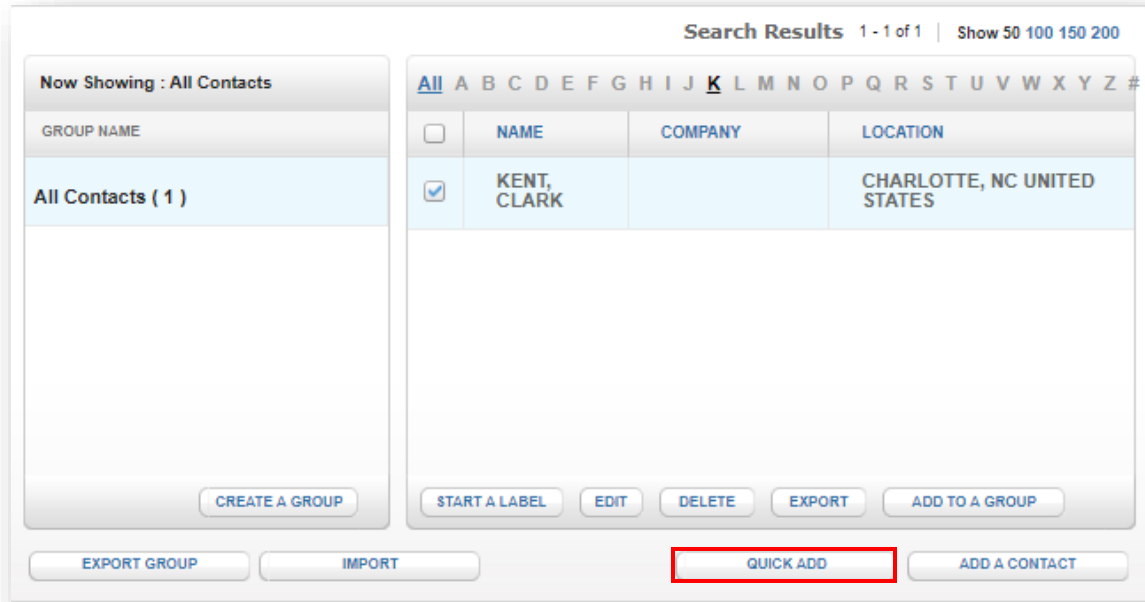 Search Results 1 - 1 of 1 | Show 50 100 150 200
Now Showing : All Contacts
GROUP NAME
All Contacts ( 1 )
CREATE A GROUP
All A B C D E F G H I J K L M N O P Q R S T U V W X Y Z #
NAME COMPANY LOCATION
KENT, CLARK
CHARLOTTE, NC UNITED STATES
START A LABEL EDIT DELETE EXPORT ADD TO A GROUP
EXPORT GROUP IMPORT QUICK ADD ADD A CONTACT